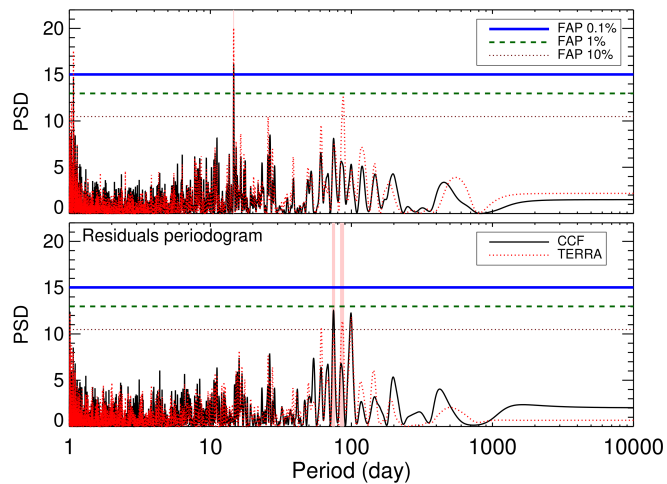 20
15
10
5
0
PSD
FAP 0.1%
FAP 1%
FAP 10%
Residuals periodogram
20
15
10
5
0
PSD
CCF
TERRA
1 10 100 1000 10000
Period (day)